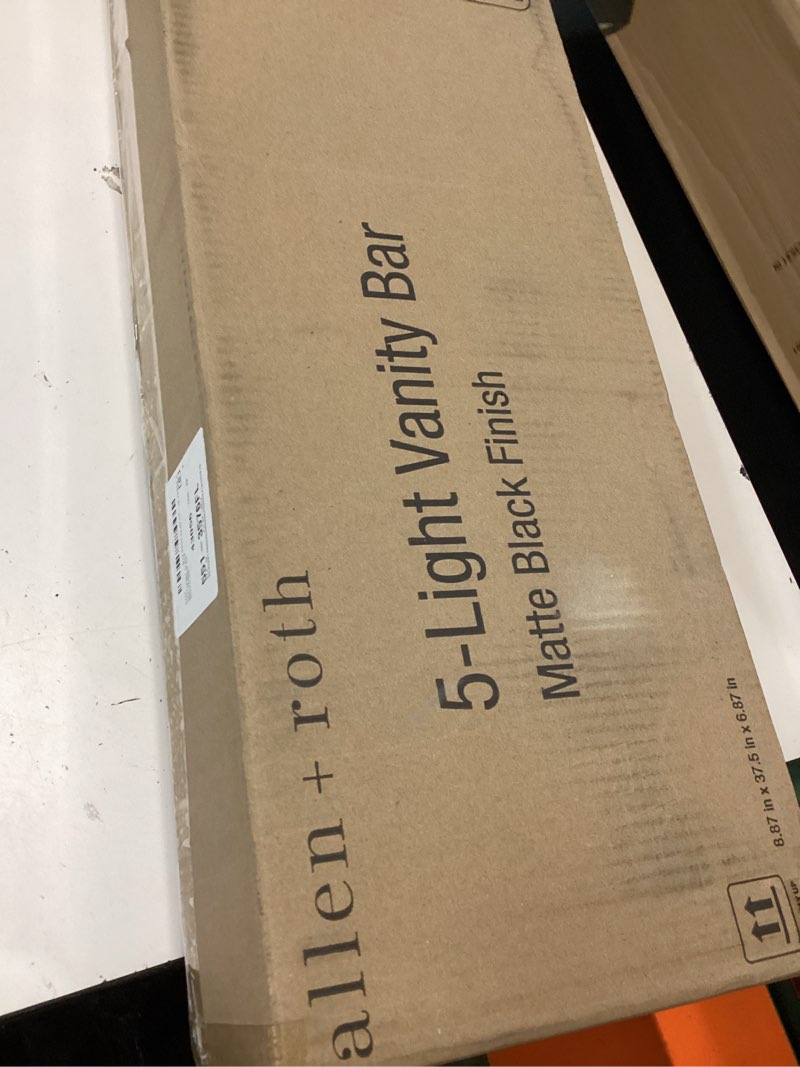 allen + roth
5-Light Vanity Bar
Matte Black Finish
8.87 in x 37.5 in x 6.87 in